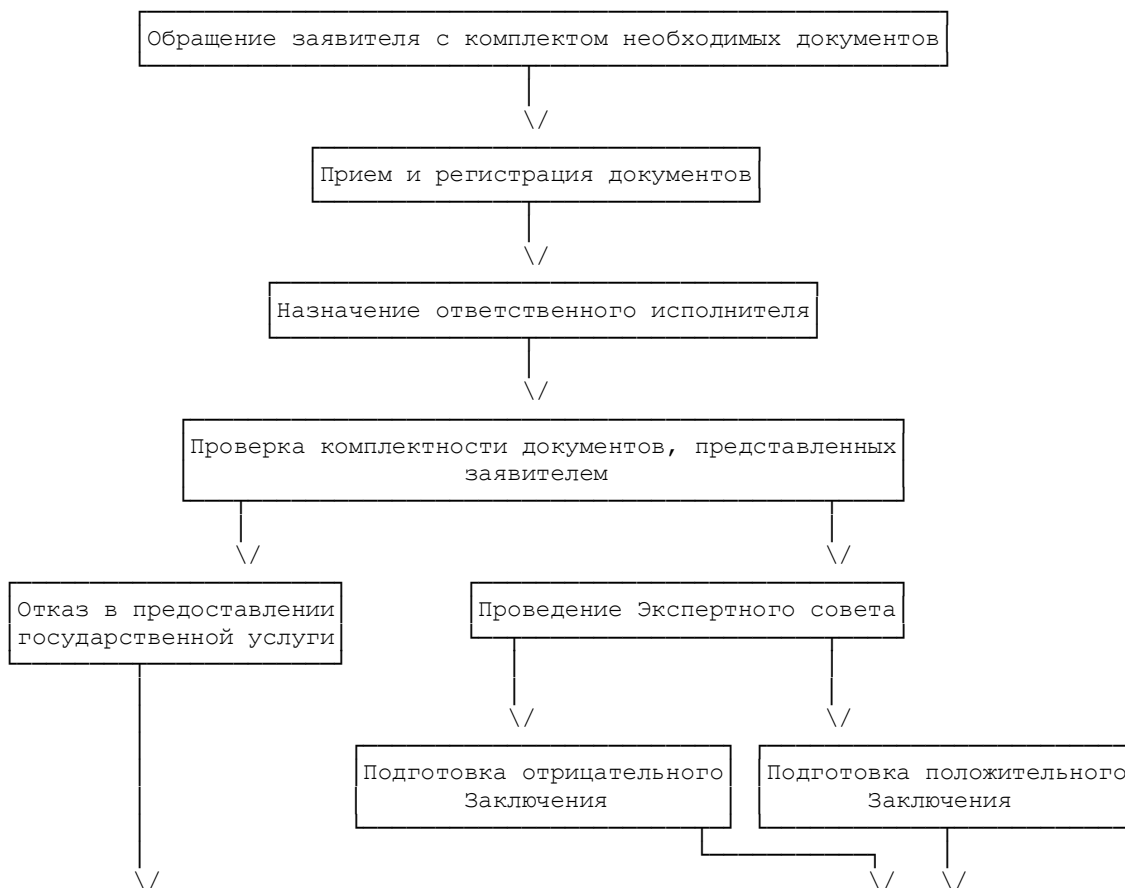 Обращение заявителя с комплектом необходимых документов
Прием и регистрация документов
Назначение ответственного исполнителя
Проверка комплектности документов, представленных
заявителем
Отказ в предоставлении
государственной услуги
Проведение Экспертного совета
Подготовка отрицательного
Заключения
Подготовка положительного
Заключения